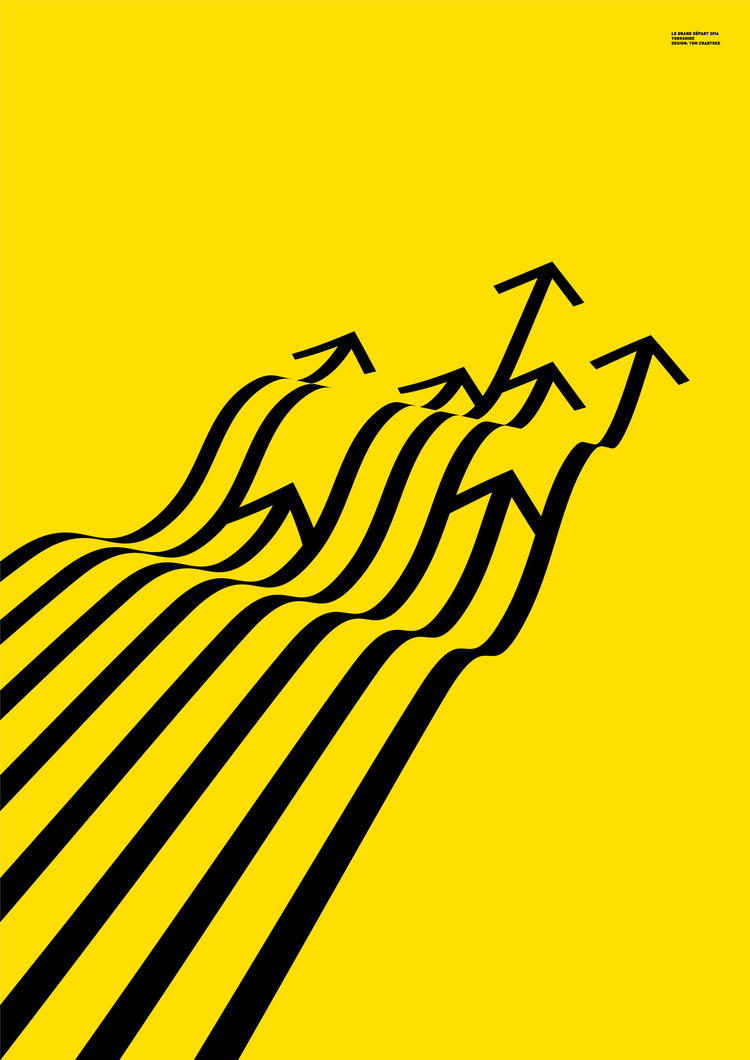 LE GRAND DÉPART 2014
YORKSHIRE
DESIGN: TOM CRABTREE